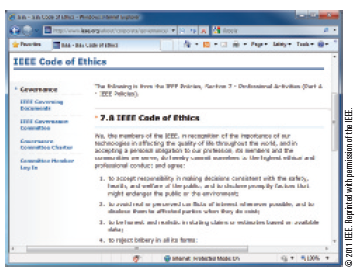 IEEE Code of Ethics
Favorites
IEEE - IEEE Code of Ethics
Page
Safety
Tools
IEEE Code of Ethics
Governance
IEEE Governing
Documents
IEEE Governance
Committee
Governance
Committee Charter
Committee Member
Log In
The following is from the IEEE Policies, Section 7 - Professional Activities (Part A
- IEEE Policies).
7.8 IEEE Code of Ethics
We, the members of the IEEE, in recognition of the importance of our
technologies in affecting the quality of life throughout the world, and in
accepting a personal obligation to our profession, its members and the
communities we serve, do hereby commit ourselves to the highest ethical and
professional conduct and agree:
1. to accept responsibility in making decisions consistent with the safety,
health, and welfare of the public, and to disclose promptly factors that
might endanger the public or the environment;
2. to avoid real or perceived conflicts of interest whenever possible, and to
disclose them to affected parties when they do exist;
3. to be honest and realistic in stating claims or estimates based on available
data;
4. to reject bribery in all its forms;
Internet | Protected Mode: On
100%
© 2011 IEEE. Reprinted with permission of the IEEE.